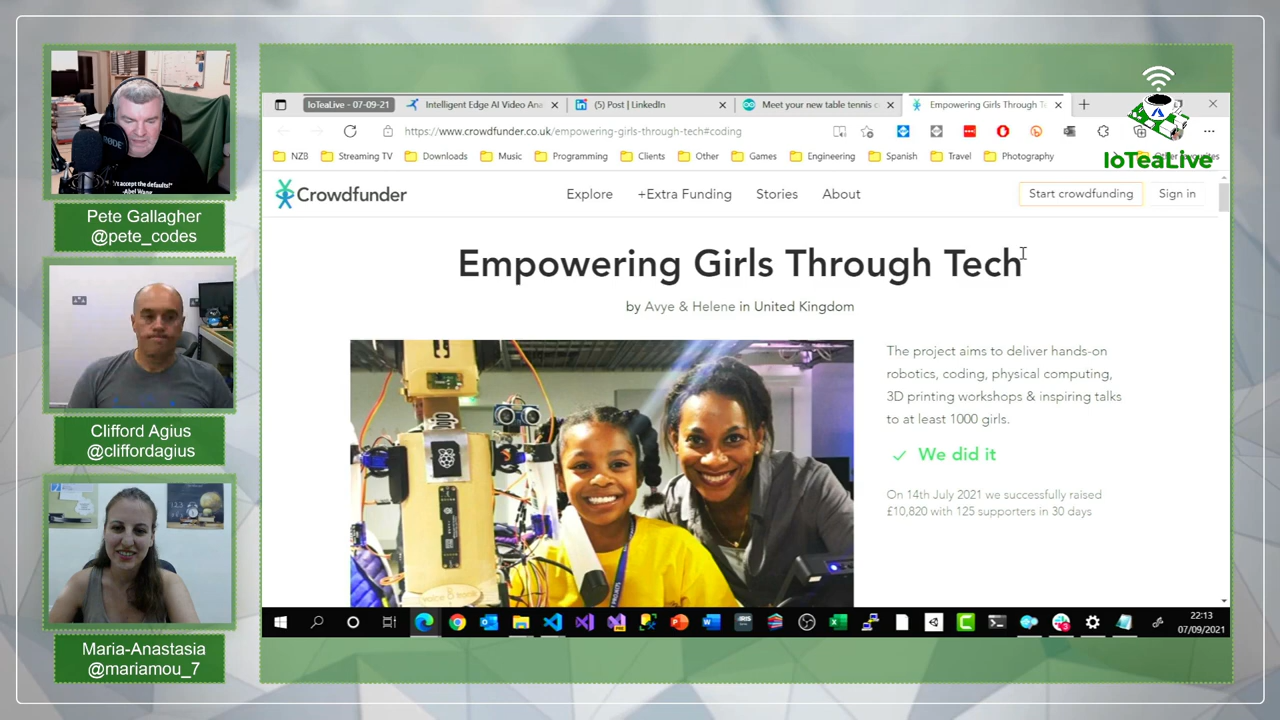 Pete Gallagher
@pete_codes
Clifford Agius
@cliffordagius
Maria-Anastasia
@mariamou_7
IoTeaLive
IoTeaLive - 07-09-21
Intelligent Edge AI Video Ana
(5) Post | LinkedIn
Meet your new table tennis c
Empowering Girls Through Te
https://www.crowdfunder.co.uk/empowering-girls-through-tech#coding
NZB
Streaming TV
Downloads
Music
Programming
Clients
Other
Games
Engineering
Spanish
Travel
Photography
Crowdfunder
Explore
+Extra Funding
Stories
About
Start crowdfunding
Sign in
Empowering Girls Through Tech
by Avye & Helene in United Kingdom
The project aims to deliver hands-on
robotics, coding, physical computing,
3D printing workshops & inspiring talks
to at least 1000 girls.
We did it
On 14th July 2021 we successfully raised
£10,820 with 125 supporters in 30 days
22:13
07/09/2021